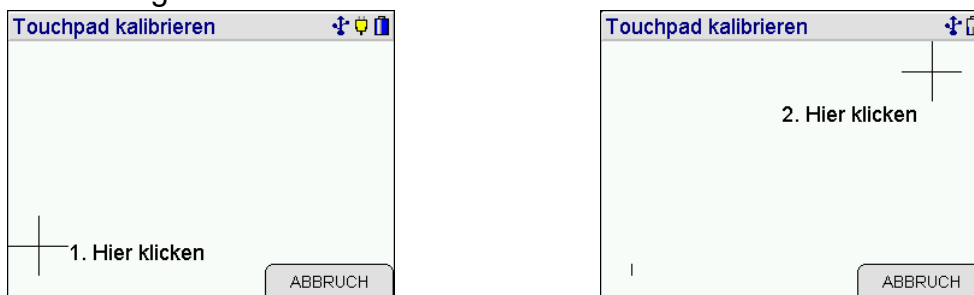 Touchpad kalibrieren
1. Hier klicken
ABBRUCH
Touchpad kalibrieren
2. Hier klicken
ABBRUCH